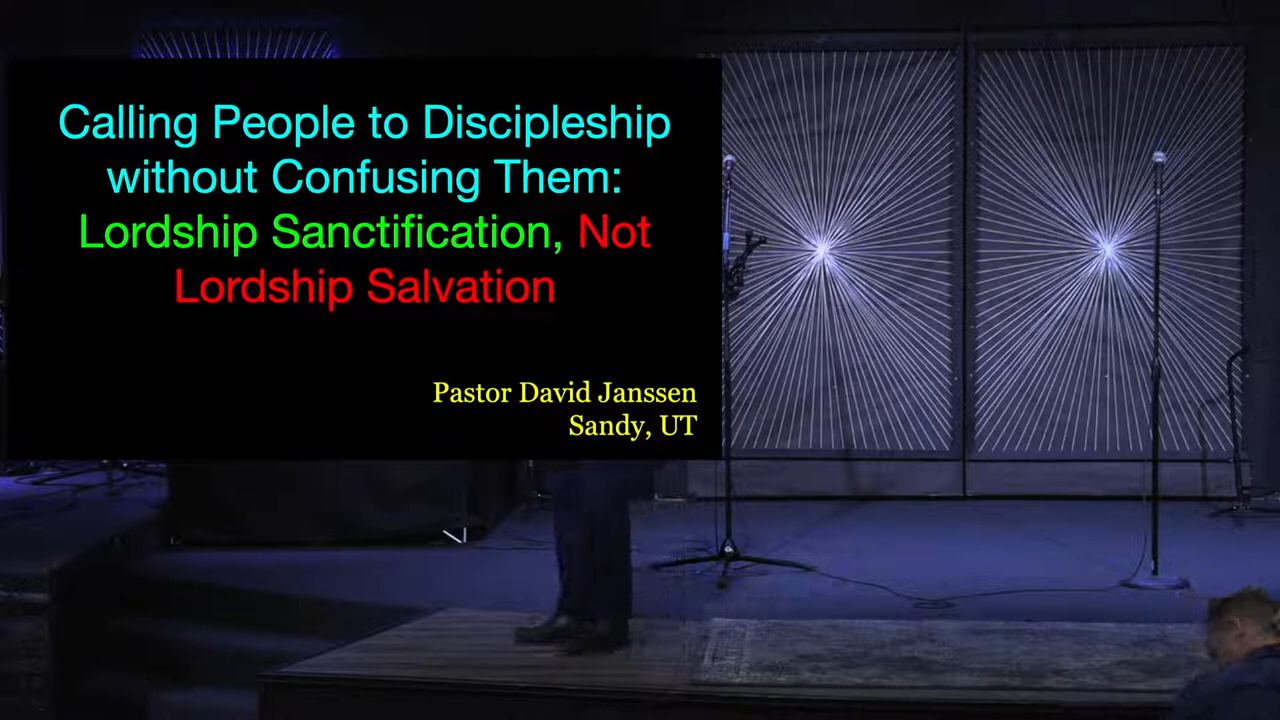 Calling People to Discipleship
without Confusing Them:
Lordship Sanctification, Not
Lordship Salvation
Pastor David Janssen
Sandy, UT